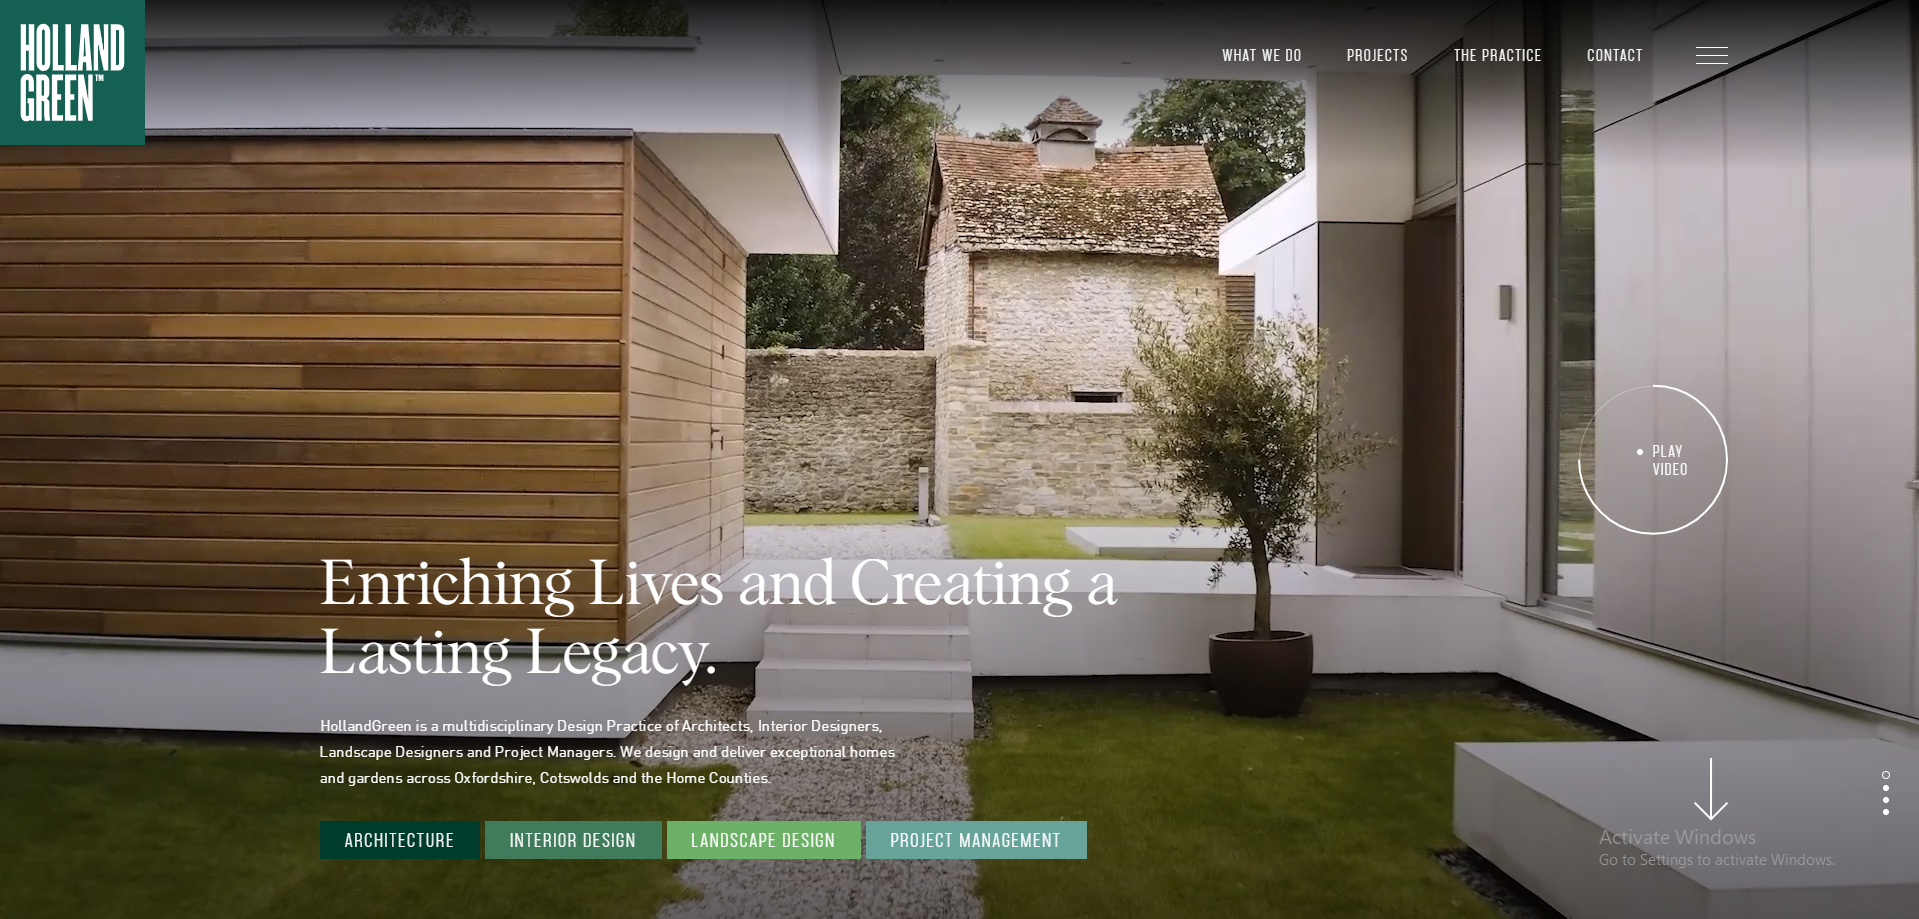 HOLLAND
GREEN™
WHAT WE DO
PROJECTS
THE PRACTICE
CONTACT
PLAY
VIDEO
Enriching Lives and Creating a
Lasting Legacy.
HollandGreen is a multidisciplinary Design Practice of Architects, Interior Designers,
Landscape Designers and Project Managers. We design and deliver exceptional homes
and gardens across Oxfordshire, Cotswolds and the Home Counties.
ARCHITECTURE
INTERIOR DESIGN
LANDSCAPE DESIGN
PROJECT MANAGEMENT
Activate Windows
Go to Settings to activate Windows.